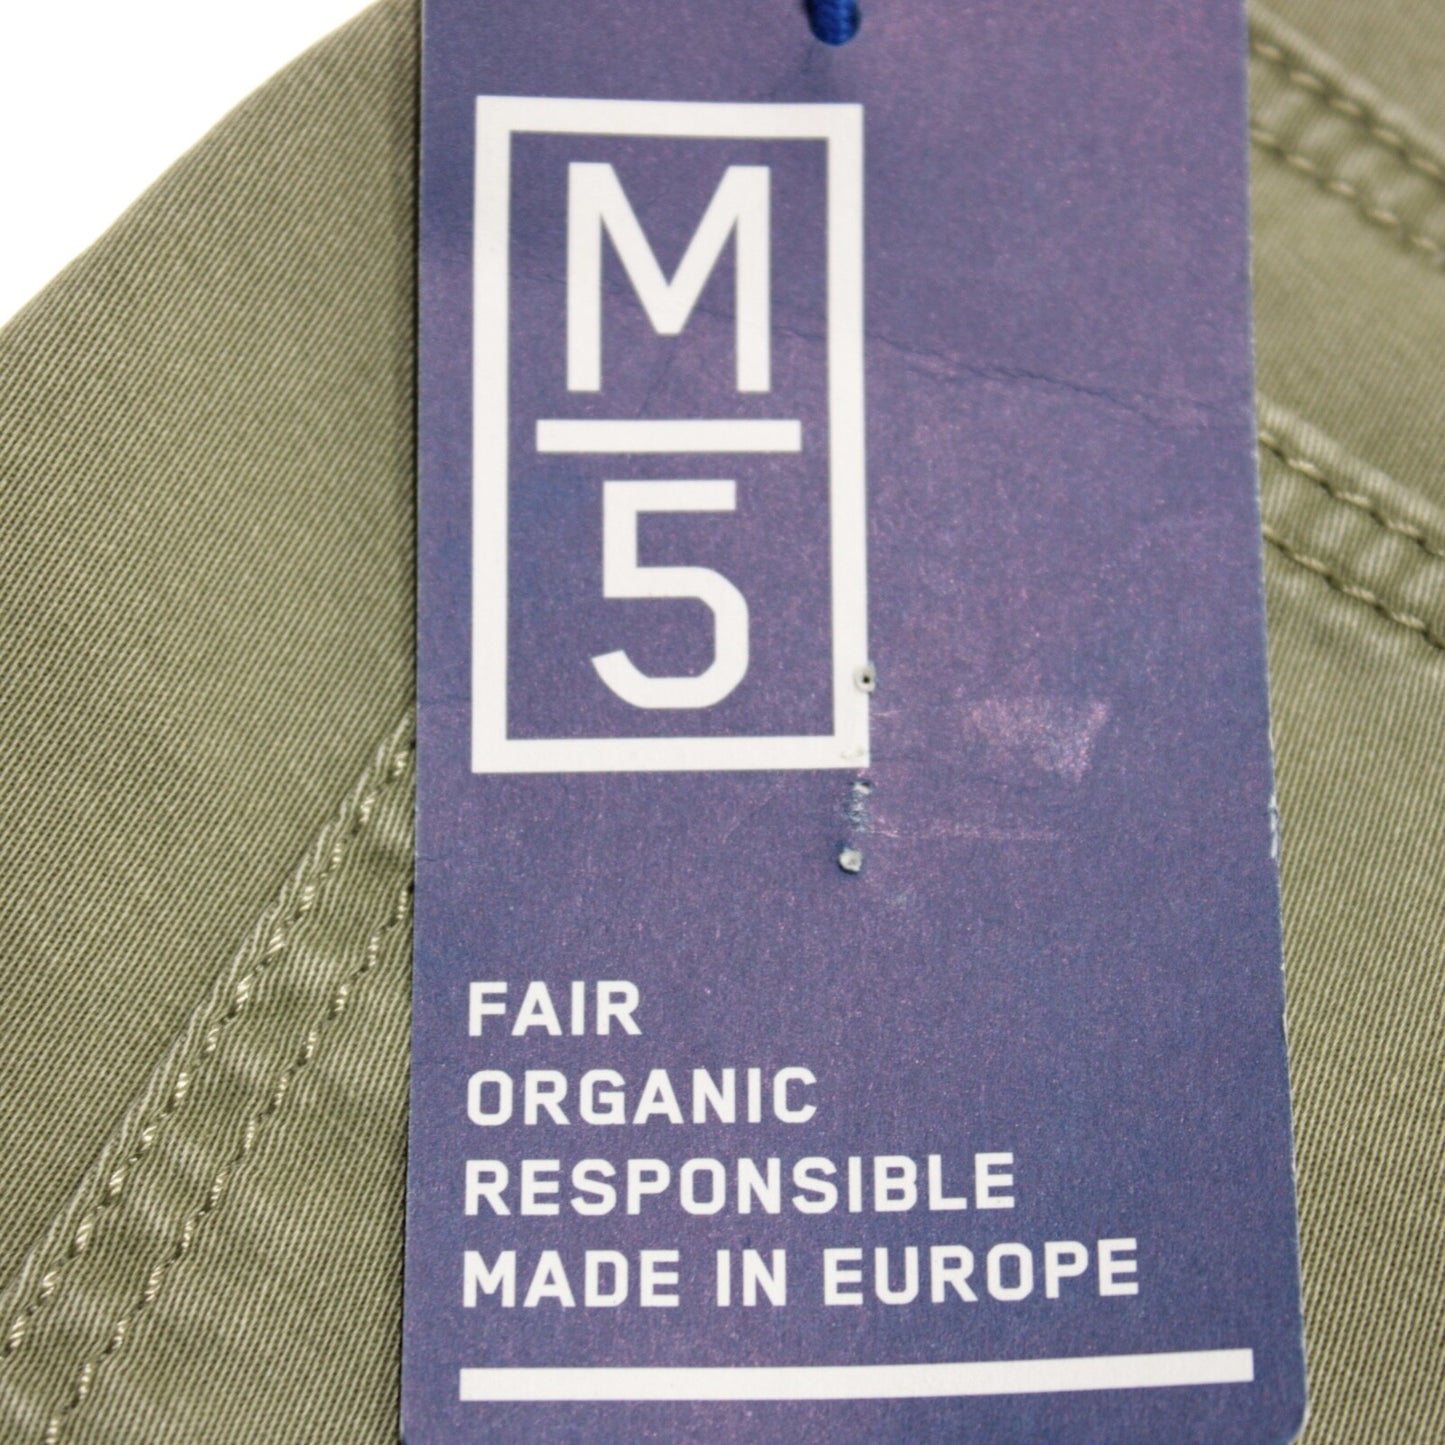 M
5
FAIR
ORGANIC
RESPONSIBLE
MADE IN EUROPE